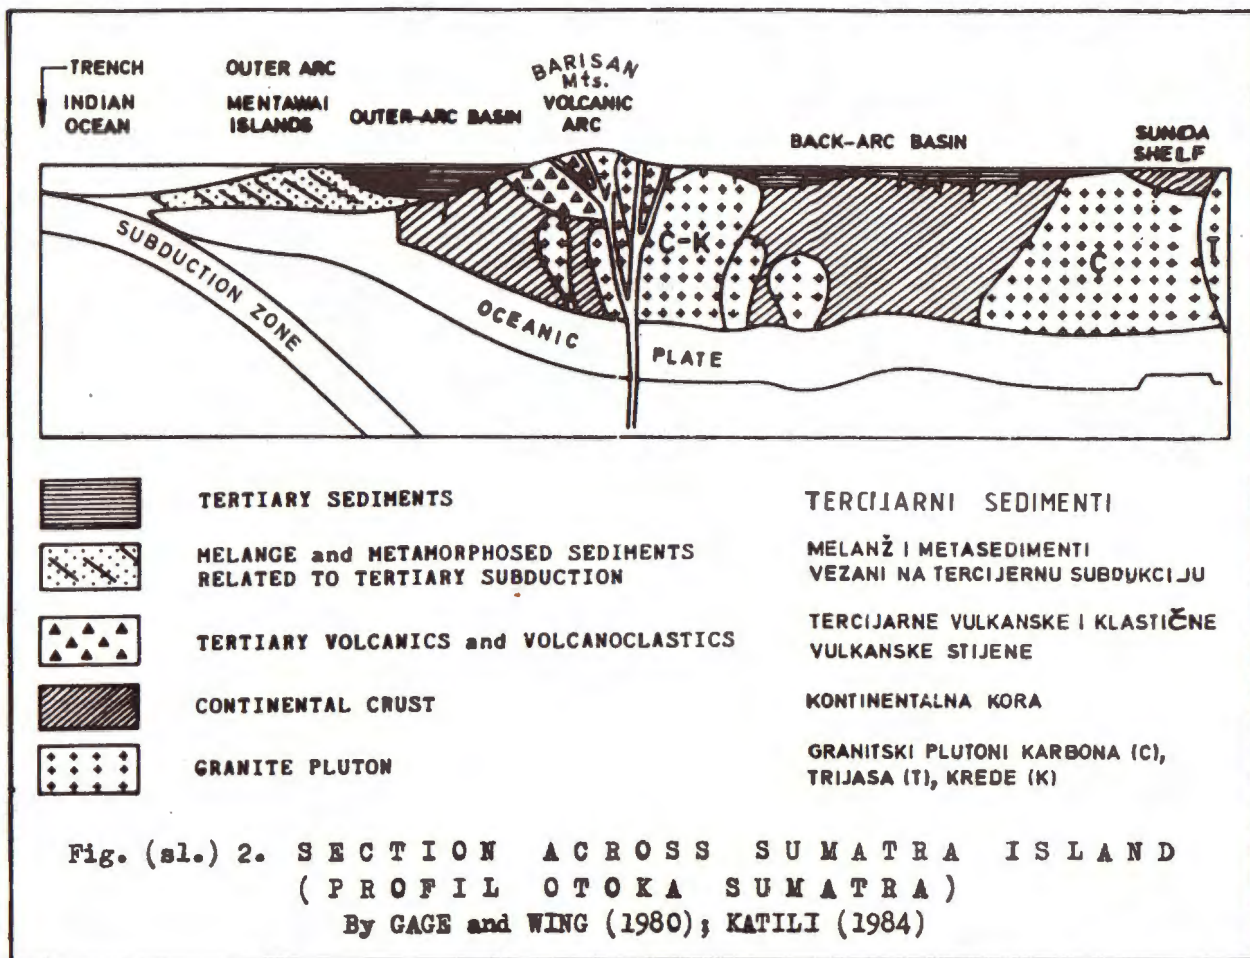 TRENCH
INDIAN
OCEAN
OUTER ARC
MENTAWAI
ISLANDS
OUTER-ARC BASIN
BARISAN
Mts.
VOLCANIC
ARC
BACK-ARC BASIN
SUNDA
SHELF
SUBDUCTION ZONE
OCEANIC PLATE
C-K
C
T
TERTIARY SEDIMENTS
TERCIJARNI SEDIMENTI
MELANGE and METAMORPHOSED SEDIMENTS
RELATED TO TERTIARY SUBDUCTION
MELANŽ I METASEDIMENTI
VEZANI NA TERCIJERNU SUBDUKCIJU
TERTIARY VOLCANICS and VOLCANOCLASTICS
TERCIJARNE VULKANSKE I KLASTIČNE
VULKANSKE STIJENE
CONTINENTAL CRUST
KONTINENTALNA KORA
GRANITE PLUTON
GRANITSKI PLUTONI KARBONA (C),
TRIJASA (T), KREDE (K)
Fig. (sl.) 2. SECTION ACROSS SUMATRA ISLAND
(PROFIL OTOKA SUMATRA)
By GAGE and WING (1980); KATILI (1984)